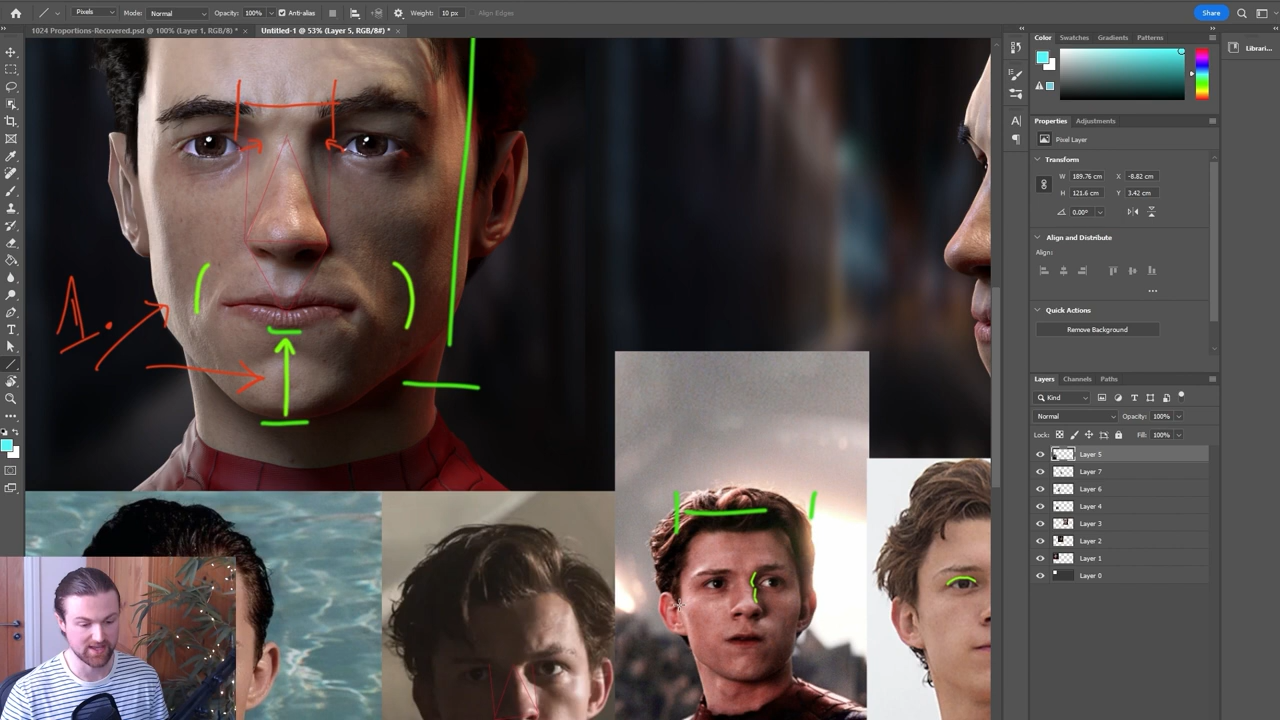 Pixels
Mode: Normal
Opacity: 100%
Anti-alias
Weight: 10 px
Align Edges
Share
1024 Proportions-Recovered.psd @ 100% (Layer 1, RGB/8) *
Untitled-1 @ 53% (Layer 5, RGB/8#) *
1.
Color
Swatches
Gradients
Patterns
Librari...
Properties
Adjustments
Pixel Layer
Transform
W 189.76 cm X -8.82 cm
H 121.6 cm Y 3.42 cm
0.00°
Align and Distribute
Align:
Quick Actions
Remove Background
Layers
Channels
Paths
Kind
Normal
Opacity: 100%
Lock:
Fill: 100%
Layer 5
Layer 7
Layer 6
Layer 4
Layer 3
Layer 2
Layer 1
Layer 0